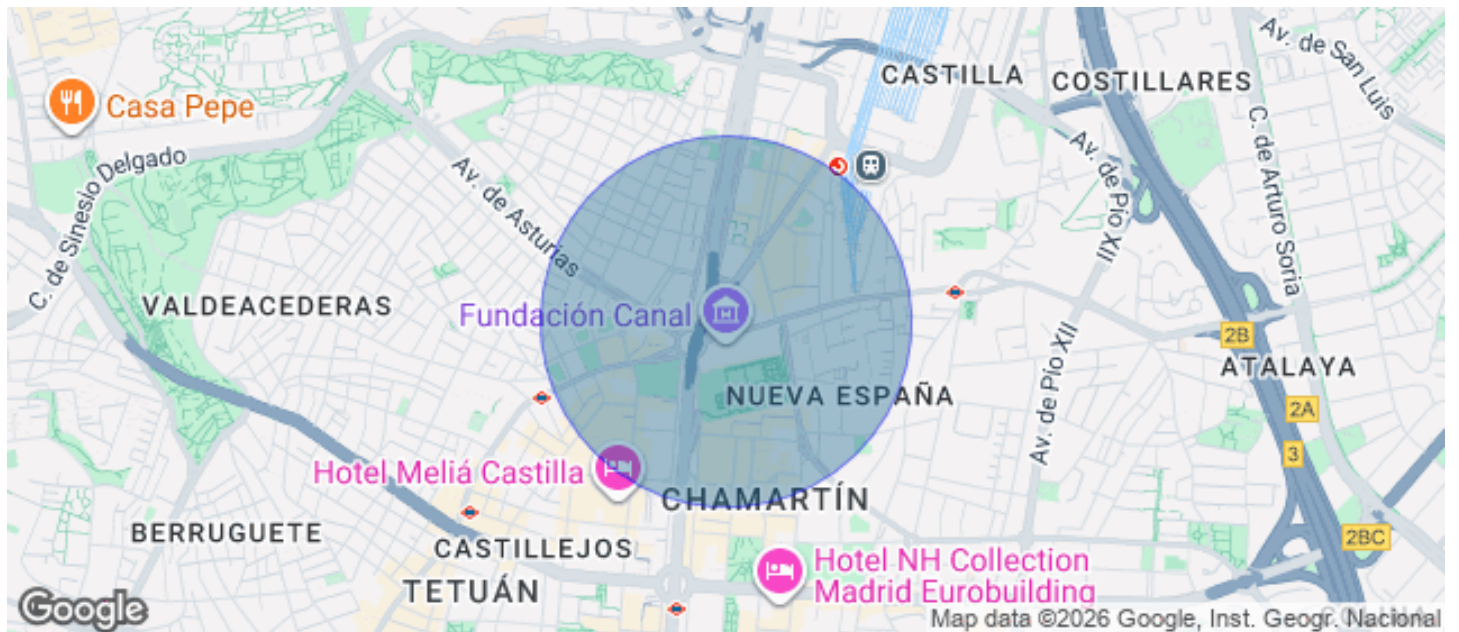 Av. de San Luis
CASTILLA
COSTILLARES
Casa Pepe
C. de Sinesio Delgado
Av. de Asturias
Av. de Pio XII
C. de Arturo Soria
VALDEACEDERAS
Fundación Canal
2B
ATALAYA
NUEVA ESPAÑA
2A
Av. de Pio XII
3
Hotel Meliá Castilla
CHAMARTÍN
BERRUGUETE
CASTILLEJOS
2BC
TETUÁN
Hotel NH Collection
Madrid Eurobuilding
Google
Map data ©2026 Google, Inst. Geogr. Nacional